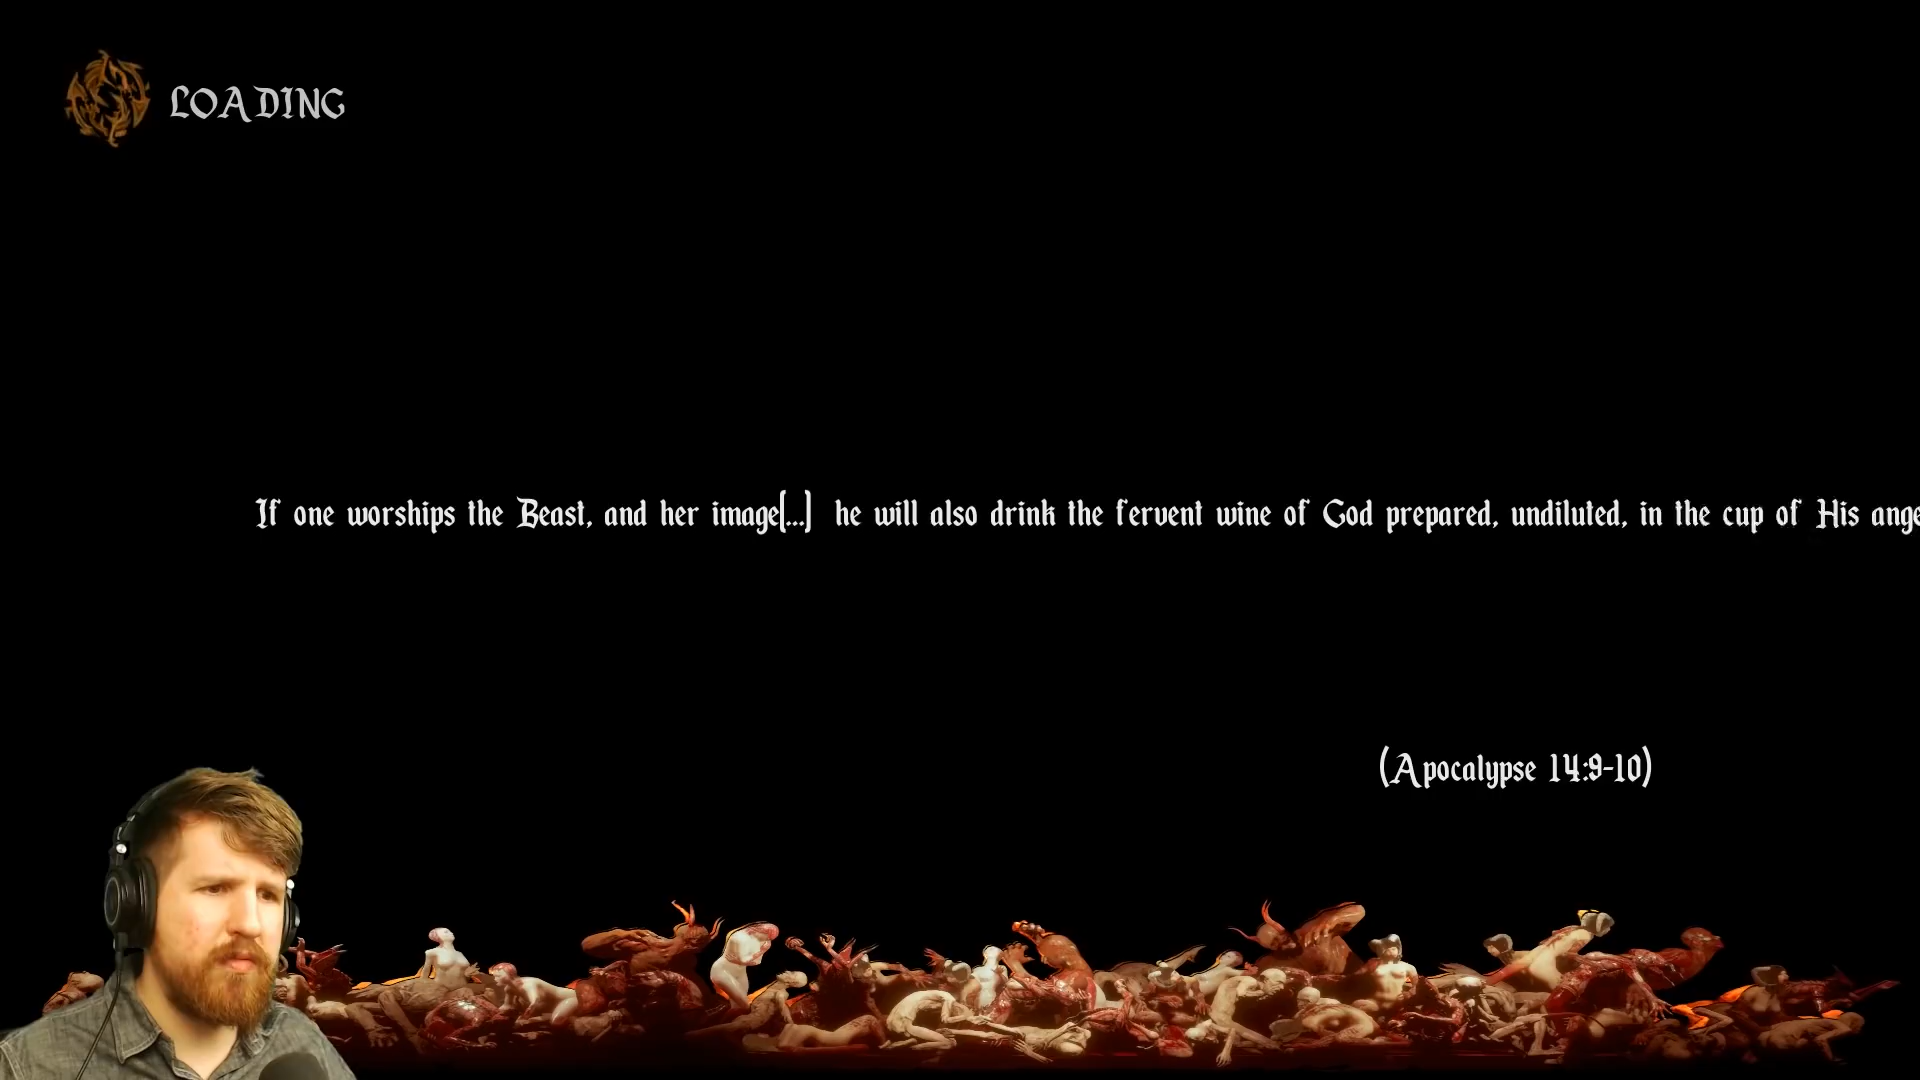 LOADING
If one worships the Beast, and her image[...] he will also drink the fervent wine of God prepared, undiluted, in the cup of His ange
(Apocalypse 14:9-10)